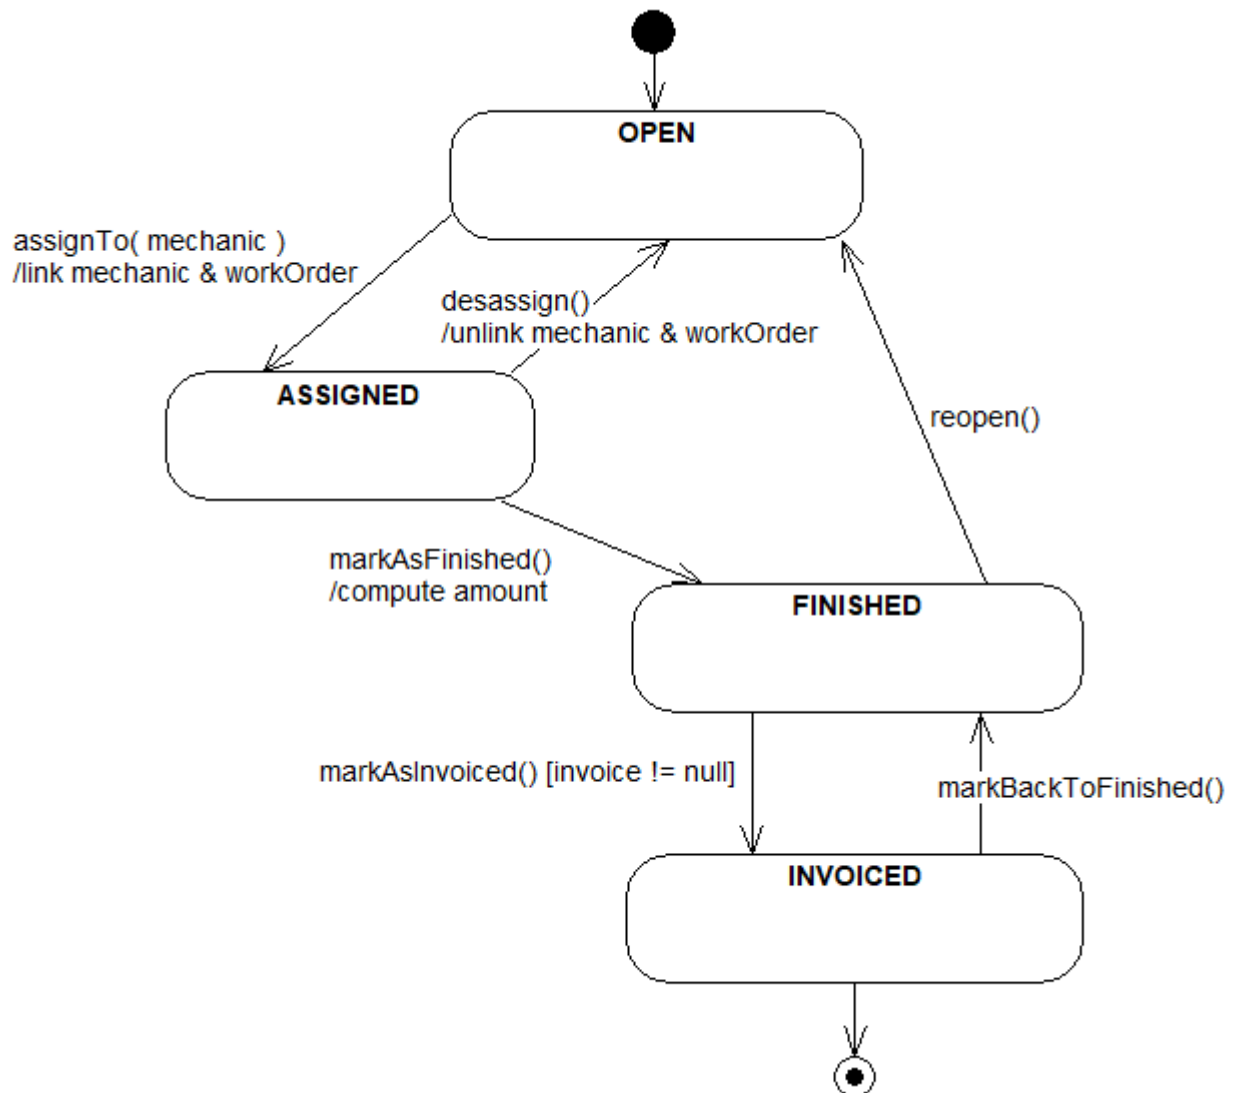 OPEN
assignTo( mechanic )
/link mechanic & workOrder
desassign()
/unlink mechanic & workOrder
ASSIGNED
reopen()
markAsFinished()
/compute amount
FINISHED
markAsInvoiced() [invoice != null]
markBackToFinished()
INVOICED